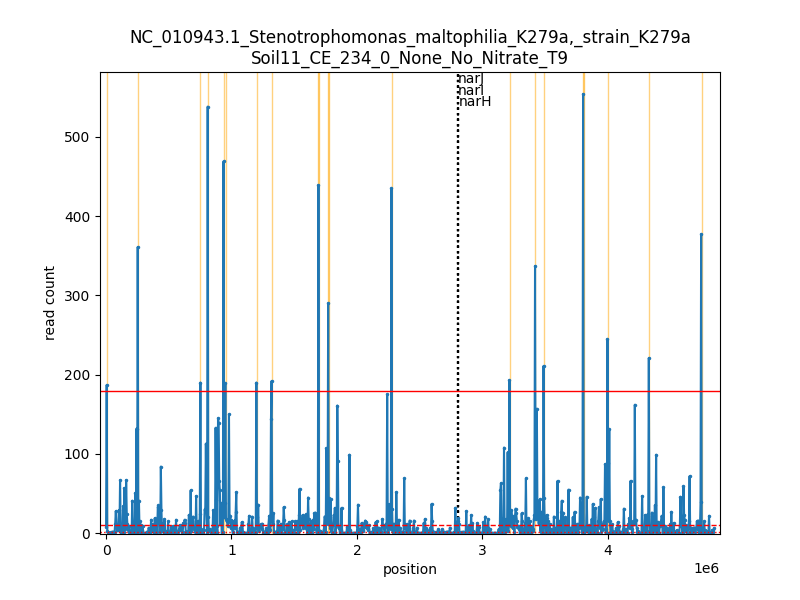 NC_010943.1_Stenotrophomonas_maltophilia_K279a,_strain_K279a
Soil11_CE_234_0_None_No_Nitrate_T9
narJ
narI
narH
500
400
300
200
100
0
read count
0 1 2 3 4
1e6
position